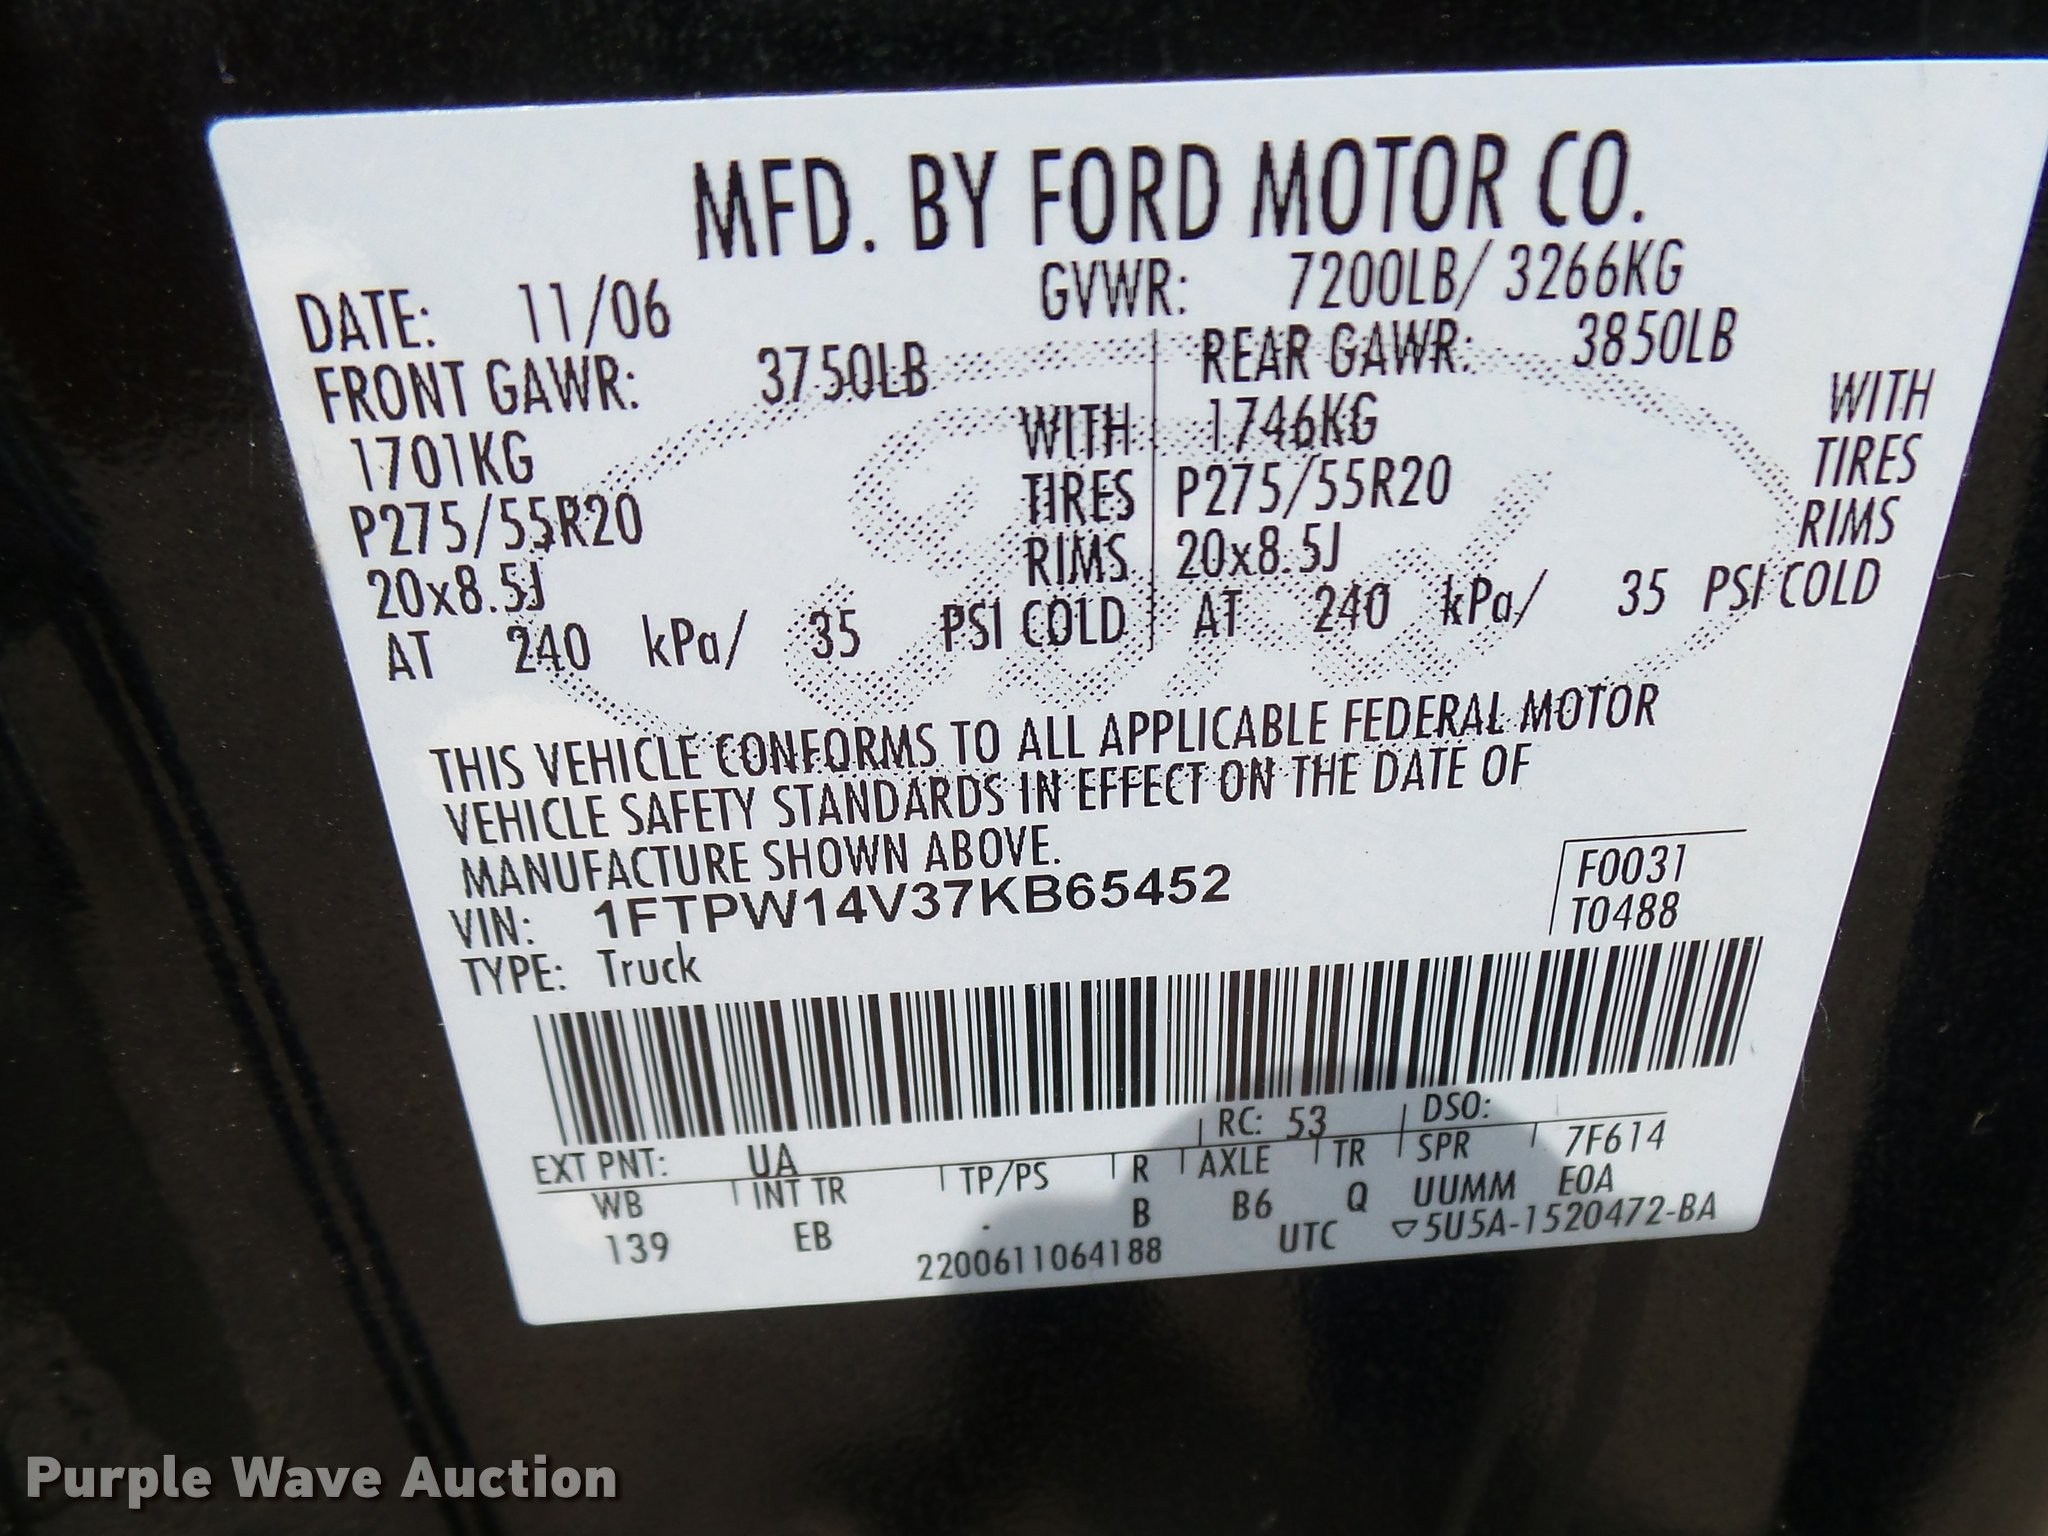 MFD. BY FORD MOTOR CO.
DATE: 11/06 GVWR: 7200LB/ 3266KG
FRONT GAWR: 3750LB REAR GAWR: 3850LB
1701KG WITH 1746KG WITH
P275/55R20 TIRES P275/55R20 TIRES
20x8.5J RIMS 20x8.5J RIMS
AT 240 kPa/ 35 PSI COLD AT 240 kPa/ 35 PSI COLD
THIS VEHICLE CONFORMS TO ALL APPLICABLE FEDERAL MOTOR
VEHICLE SAFETY STANDARDS IN EFFECT ON THE DATE OF
MANUFACTURE SHOWN ABOVE.
VIN: 1FTPW14V37KB65452
F0031
TYPE: Truck
T0488
EXT PNT: UA RC: 53 DSO:
WB INT TR TP/PS R AXLE TR SPR 7F614
139 EB . B B6 Q UUMM E0A
2200611064188 UTC ▽5U5A-1520472-BA
Purple Wave Auction